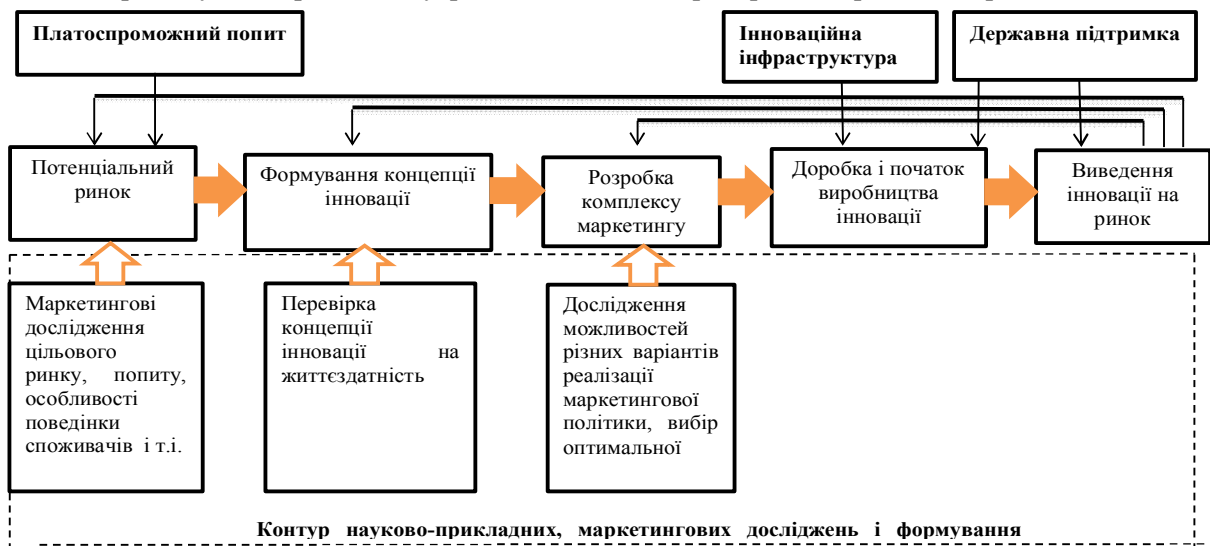 Платоспроможний попит
Інноваційна
інфраструктура
Державна підтримка
Потенціальний
ринок
Формування концепції
інновації
Розробка
комплексу
маркетингу
Доробка і початок
виробництва
інновації
Виведення
інновації на
ринок
Маркетингові
дослідження
цільового
ринку, попиту,
особливості
поведінки
споживачів і т.і.
Перевірка
концепції
інновації на
життєздатність
Дослідження
можливостей
різних варіантів
реалізації
маркетингової
політики, вибір
оптимальної
Контур науково-прикладних, маркетингових досліджень і формування